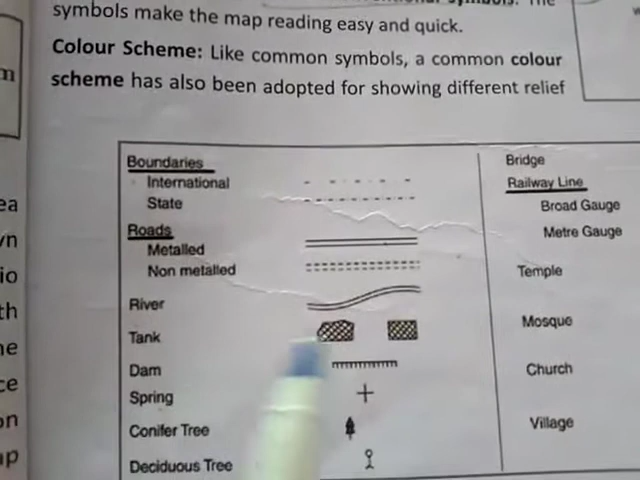 symbols make the map reading easy and quick.
Colour Scheme: Like common symbols, a common colour
scheme has also been adopted for showing different relief
Boundaries
International
State
Roads
Metalled
Non metalled
River
Tank
Dam
Spring
Conifer Tree
Deciduous Tree
Bridge
Railway Line
Broad Gauge
Metre Gauge
Temple
Mosque
Church
Village